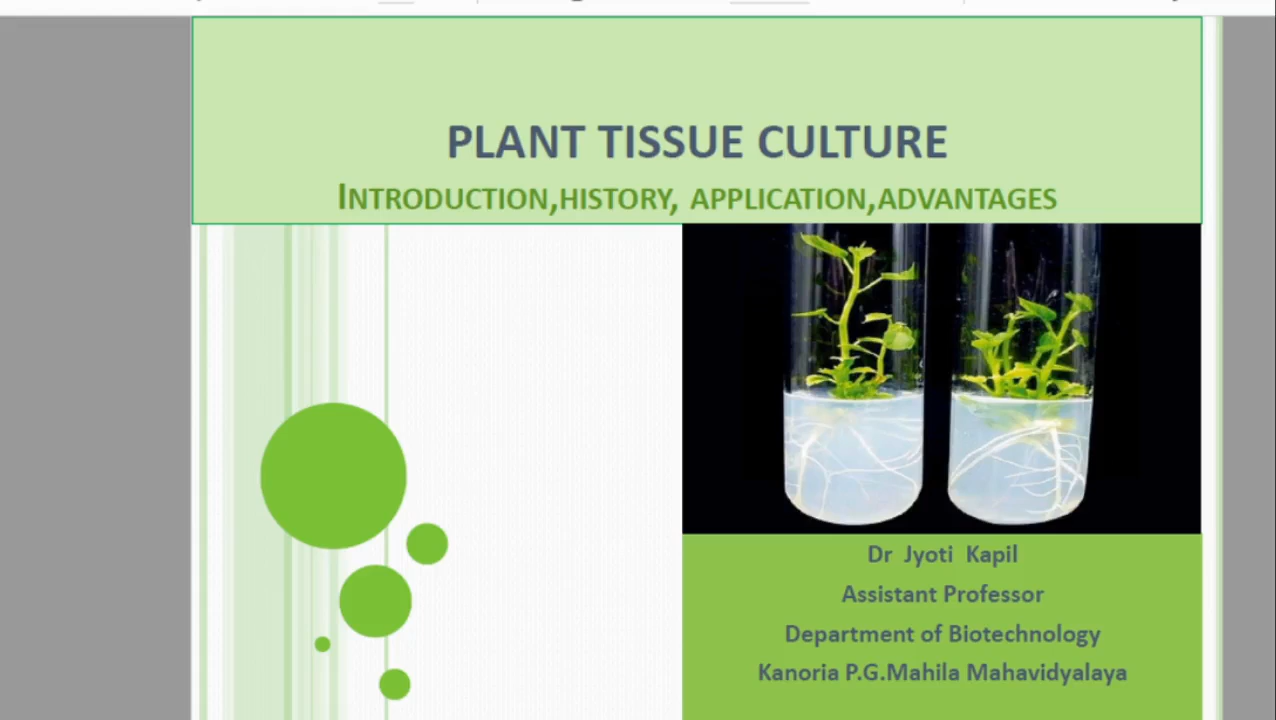 PLANT TISSUE CULTURE
INTRODUCTION,HISTORY, APPLICATION,ADVANTAGES
Dr Jyoti Kapil
Assistant Professor
Department of Biotechnology
Kanoria P.G.Mahila Mahavidyalaya